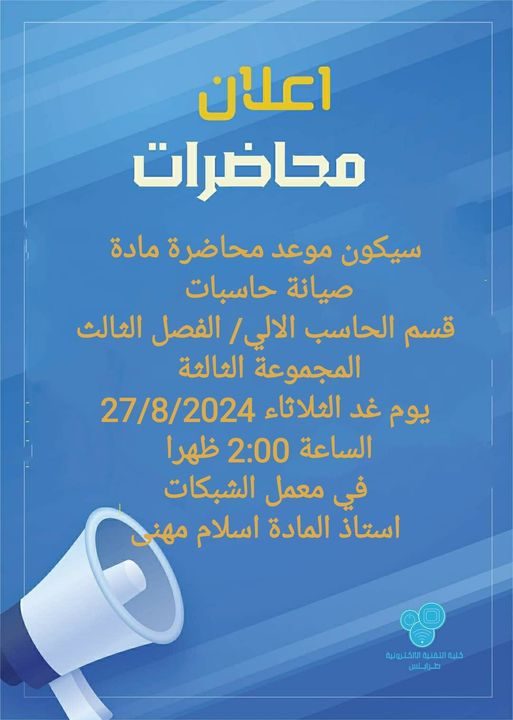 اعلان
محاضرات
سيكون موعد محاضرة مادة
صيانة حاسبات
قسم الحاسب الالي/ الفصل الثالث
المجموعة الثالثة
يوم غد الثلاثاء 27/8/2024
الساعة 2:00 ظهرا
في معمل الشبكات
استاذ المادة اسلام مهنى
كلية التقنية الإلكترونية
طرابلس